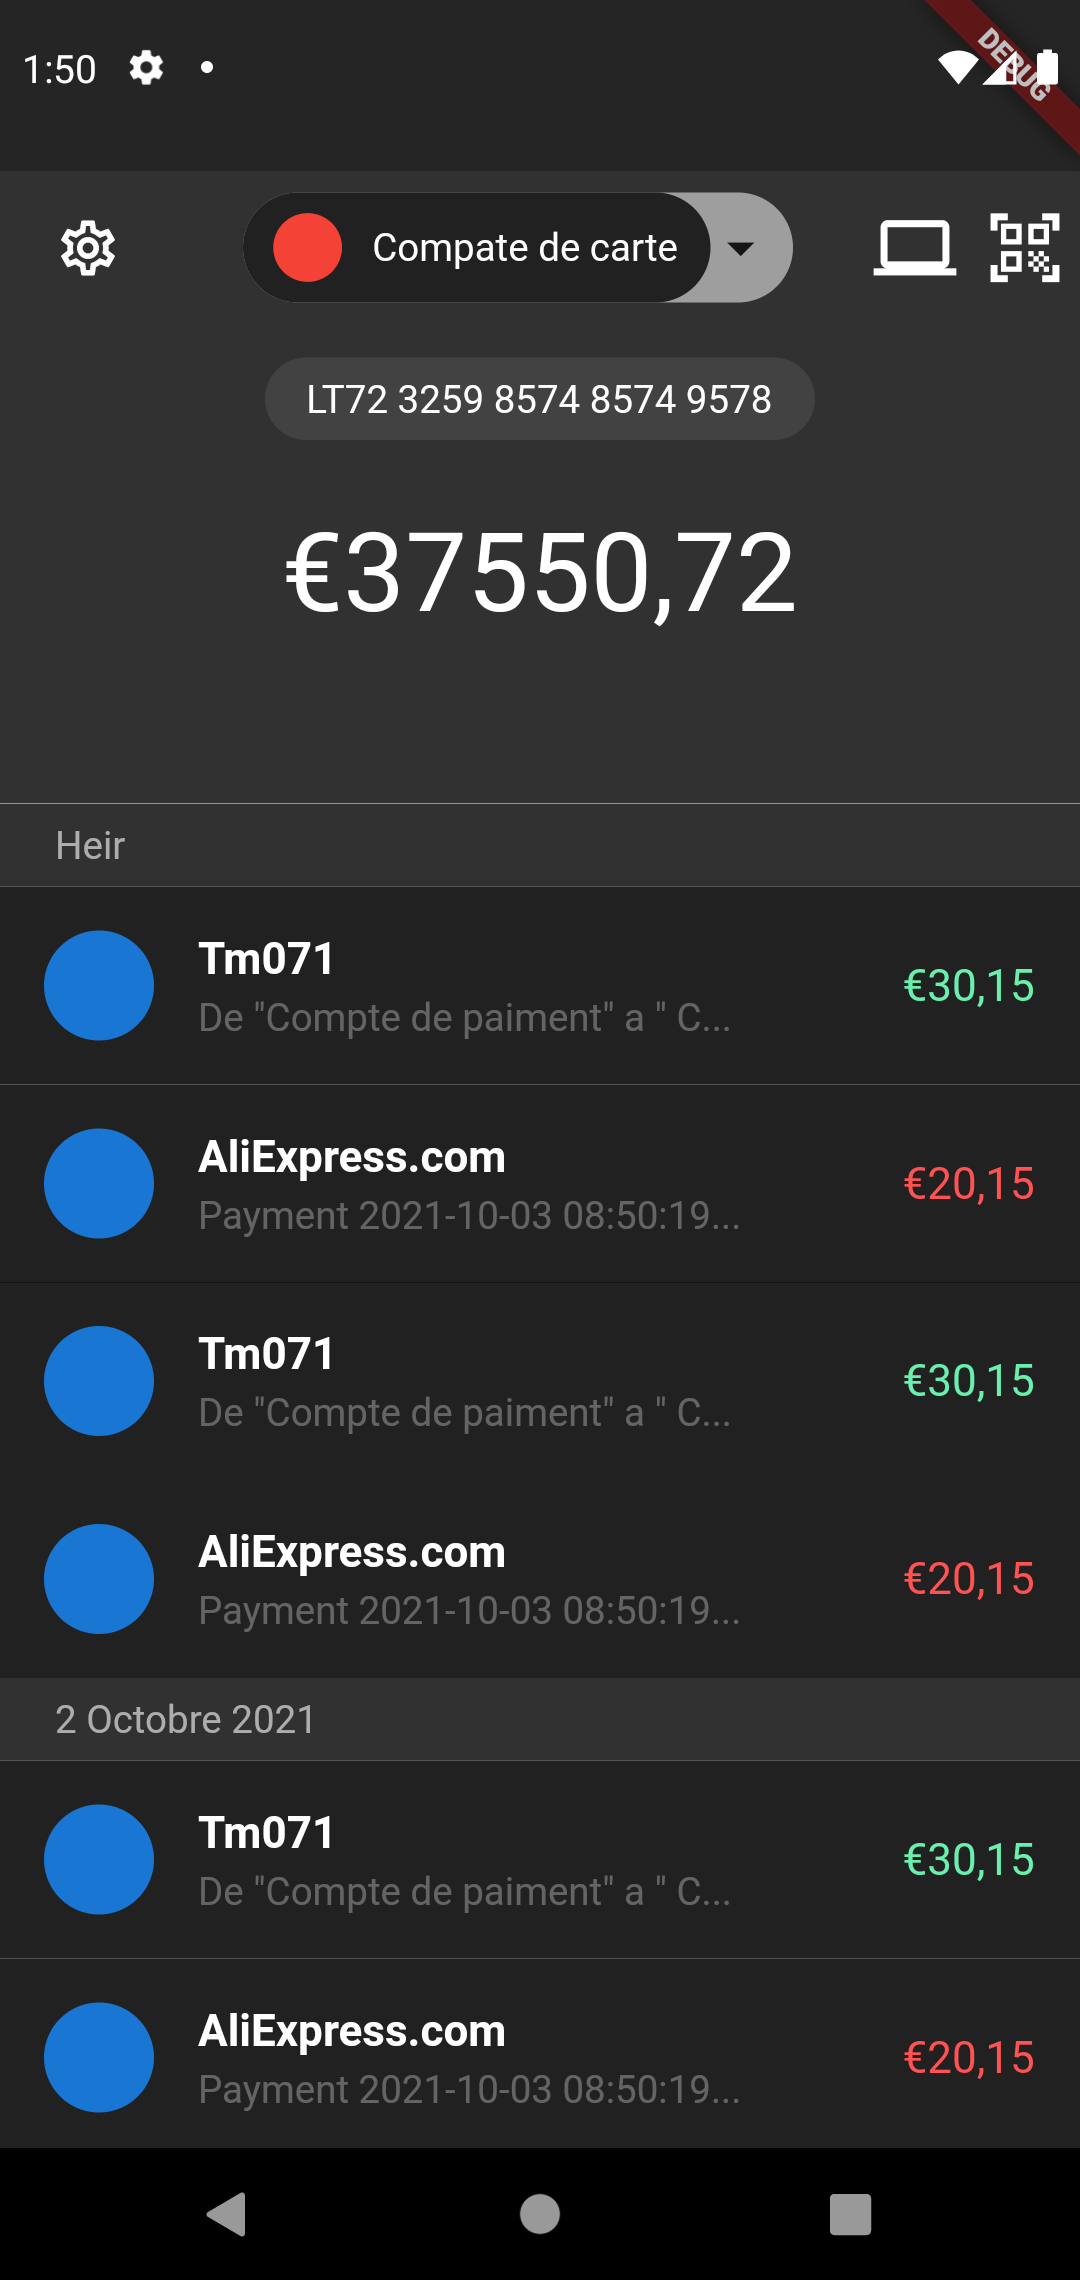 1:50
DEBUG
Compate de carte
LT72 3259 8574 8574 9578
€37550,72
Heir
Tm071
De "Compte de paiment" a " C...
€30,15
AliExpress.com
Payment 2021-10-03 08:50:19...
€20,15
Tm071
De "Compte de paiment" a " C...
€30,15
AliExpress.com
Payment 2021-10-03 08:50:19...
€20,15
2 Octobre 2021
Tm071
De "Compte de paiment" a " C...
€30,15
AliExpress.com
Payment 2021-10-03 08:50:19...
€20,15